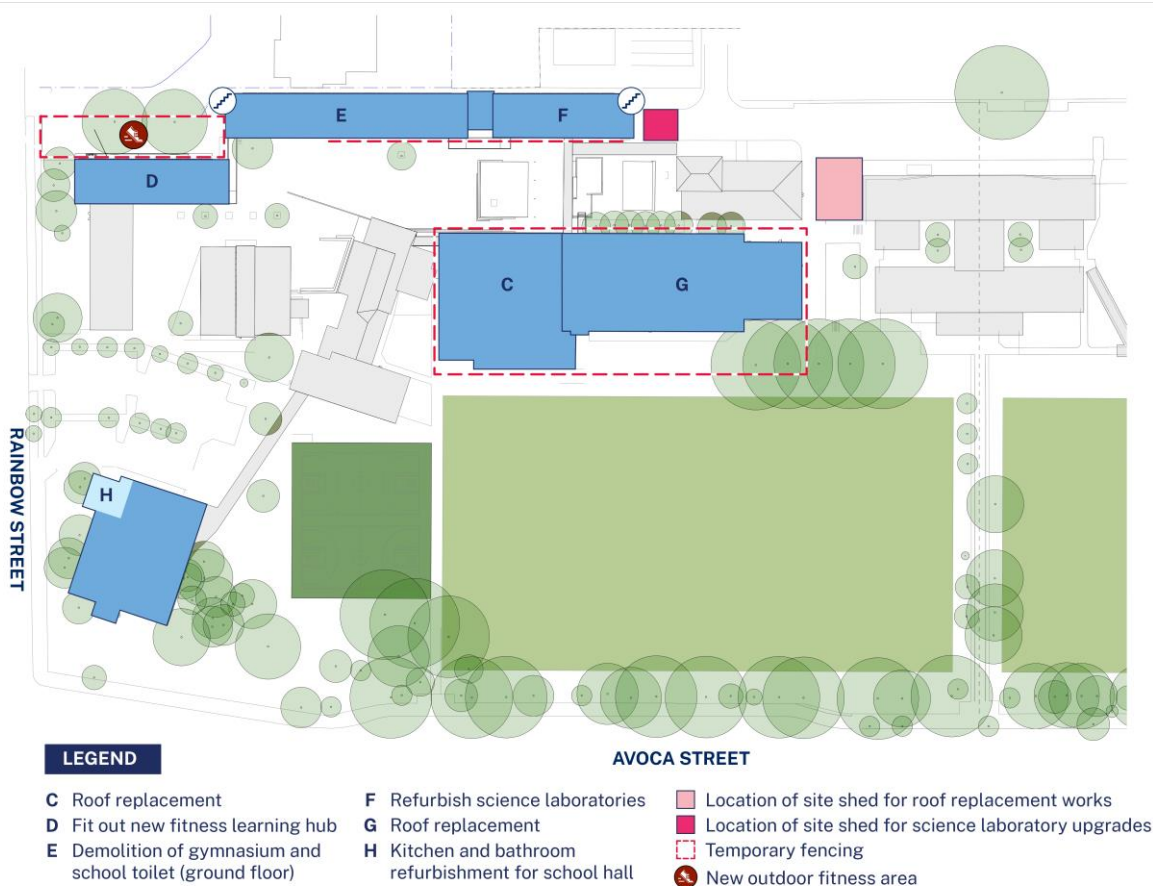 E
F
D
C
G
H
RAINBOW STREET
AVOCA STREET
LEGEND
C Roof replacement
D Fit out new fitness learning hub
E Demolition of gymnasium and
school toilet (ground floor)
F Refurbish science laboratories
G Roof replacement
H Kitchen and bathroom
refurbishment for school hall
Location of site shed for roof replacement works
Location of site shed for science laboratory upgrades
Temporary fencing
New outdoor fitness area